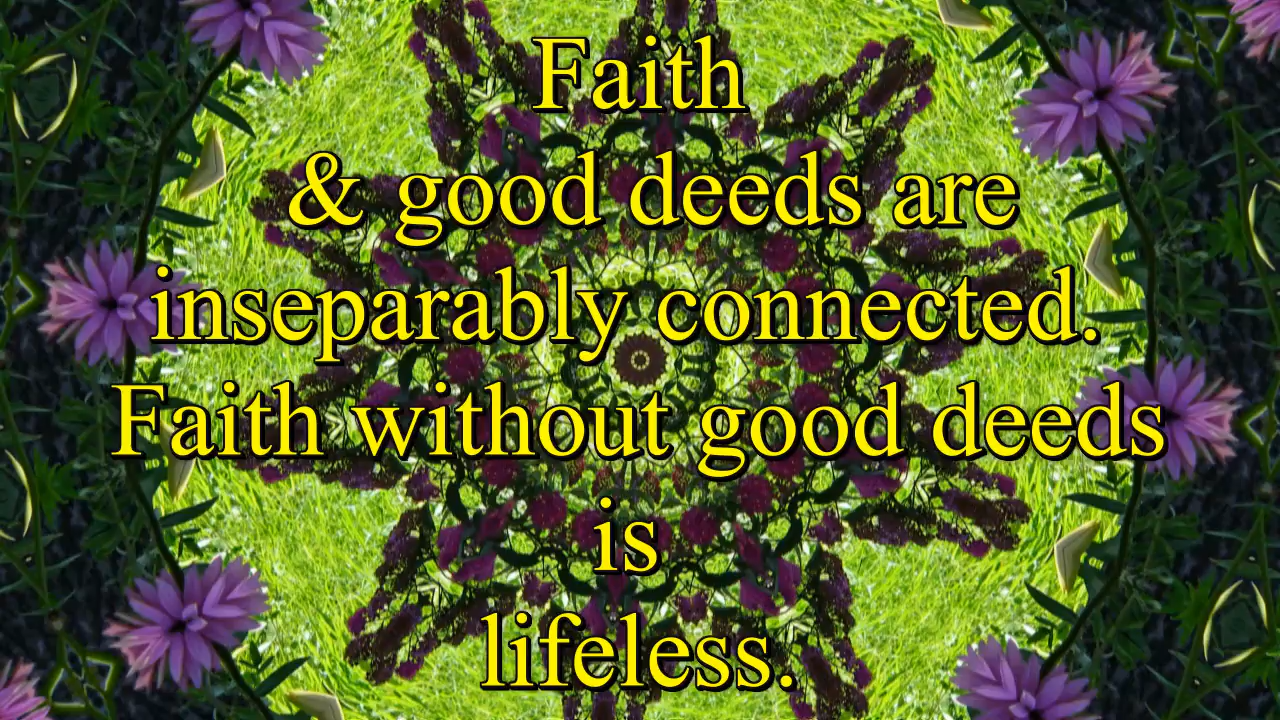 Faith
& good deeds are
inseparably connected.
Faith without good deeds
is
lifeless.